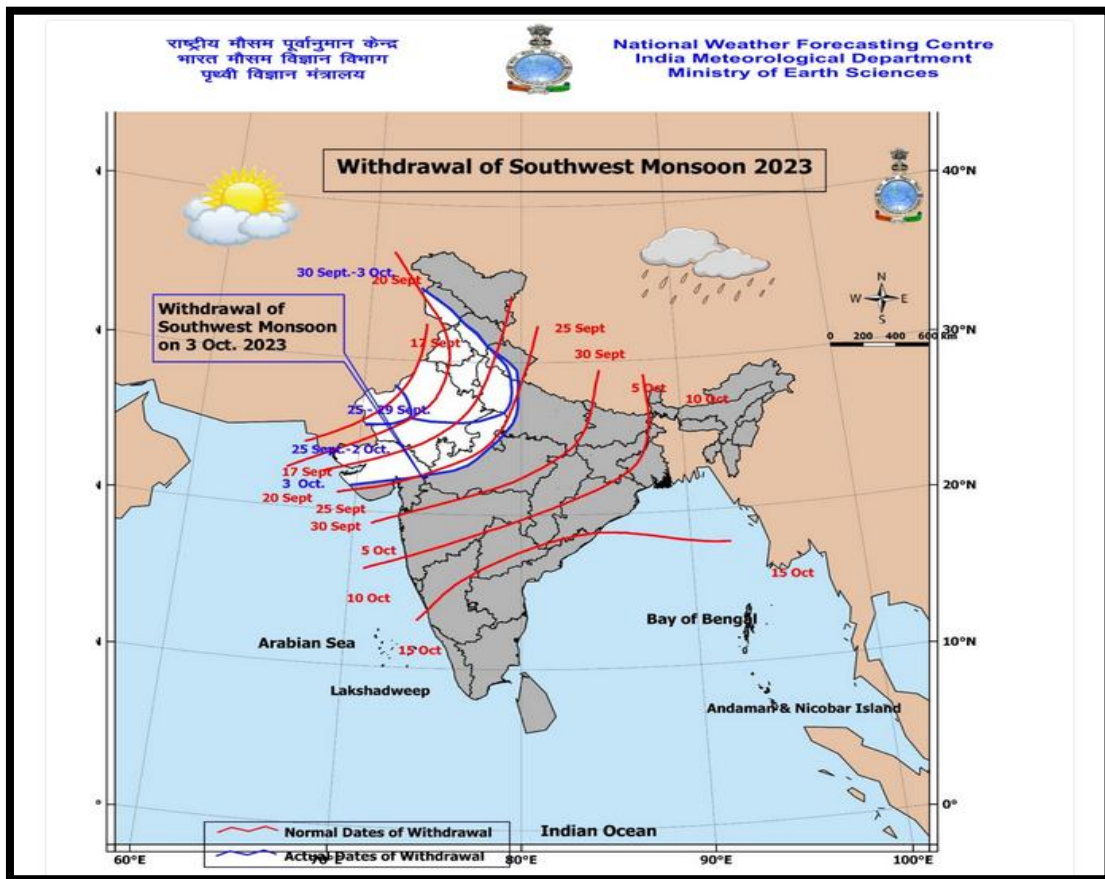 राष्ट्रीय मौसम पूर्वानुमान केन्द्र
भारत मौसम विज्ञान विभाग
पृथ्वी विज्ञान मंत्रालय
National Weather Forecasting Centre
India Meteorological Department
Ministry of Earth Sciences
Withdrawal of Southwest Monsoon 2023
40°N
N
W E
S
0 200 400 600 Km
30 Sept.-3 Oct.
20 Sept
Withdrawal of
Southwest Monsoon
on 3 Oct. 2023
17 Sept
25 Sept
30°N
30 Sept
5 Oct
10 Oct
25 - 29 Sept.
25 Sept.-2 Oct.
17 Sept
3 Oct.
20 Sept
20°N
25 Sept
30 Sept
5 Oct
15 Oct
10 Oct
Bay of Bengal
Arabian Sea
15 Oct
10°N
Lakshadweep
Andaman & Nicobar Island
0°
Normal Dates of Withdrawal
Indian Ocean
Actual Dates of Withdrawal
60°E 70°E 80°E 90°E 100°E